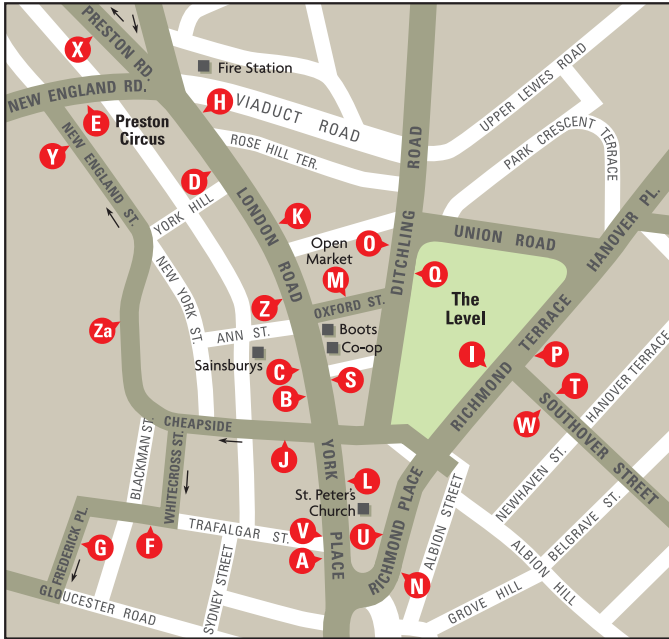 PRESTON RD.
X
Fire Station
UPPER LEWES ROAD
NEW ENGLAND RD.
H
VIADUCT ROAD
E
Preston
Circus
ROAD
Y
NEW ENGLAND ST.
ROSE HILL TER.
PARK CRESCENT TERRACE
D
LONDON ROAD
K
YORK HILL
HANOVER PL.
Open
Market
O
UNION ROAD
DITCHLING
Q
M
NEW YORK ST.
Z
OXFORD ST.
The
Level
Za
ANN ST.
Boots
Co-op
Sainsburys
I
RICHMOND TERRACE
P
C
S
T
B
W
HANOVER TERRACE
SOUTHOVER STREET
CHEAPSIDE
BLACKMAN ST.
WHITECROSS ST.
J
YORK
NEWHAVEN ST.
L
St. Peter's
Church
ALBION STREET
BELGRAVE ST.
FREDERICK PL.
G
F
TRAFALGAR ST.
V
U
PLACE
RICHMOND PLACE
ALBION HILL
A
N
SYDNEY STREET
GLOUCESTER ROAD
GROVE HILL